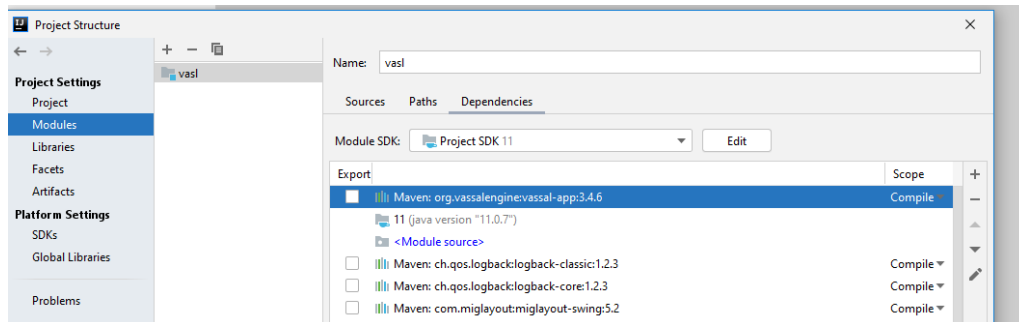 Project Structure
Project Settings
Project
Modules
Libraries
Facets
Artifacts
Platform Settings
SDKs
Global Libraries
Problems
vasl
Name: vasl
Sources Paths Dependencies
Module SDK: Project SDK 11 Edit
Export Scope
Maven: org.vassalengine:vassal-app:3.4.6 Compile
11 (java version "11.0.7")
<Module source>
Maven: ch.qos.logback:logback-classic:1.2.3 Compile
Maven: ch.qos.logback:logback-core:1.2.3 Compile
Maven: com.miglayout:miglayout-swing:5.2 Compile